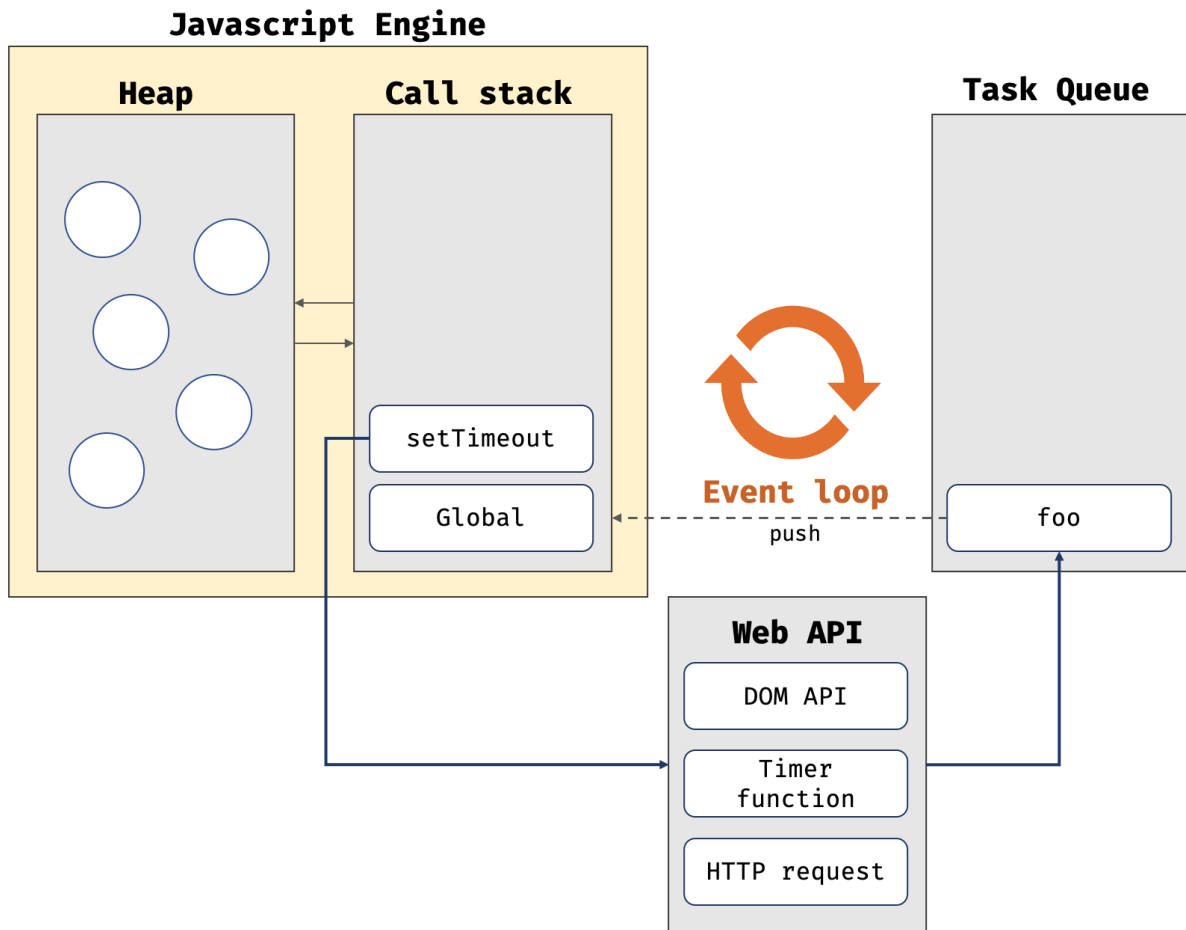 Javascript Engine
Heap
Call stack
Task Queue
setTimeout
Global
Event loop
push
foo
Web API
DOM API
Timer
function
HTTP request